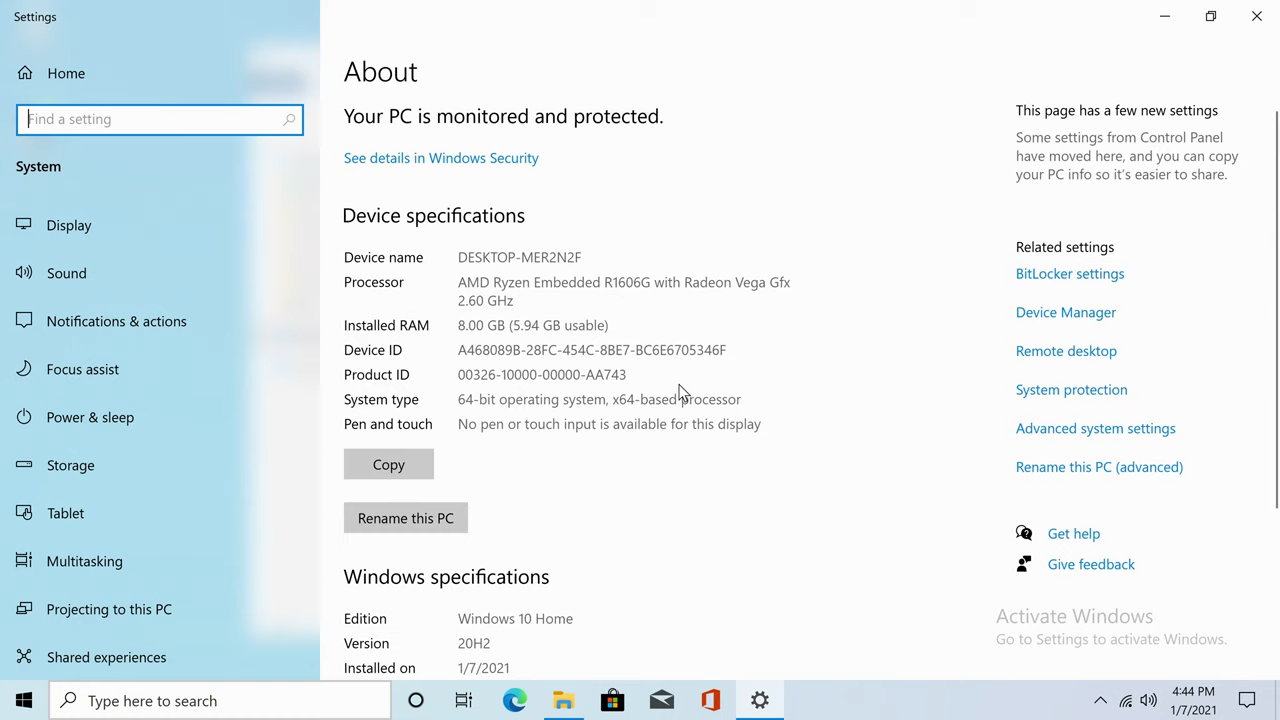 Settings
Home
Find a setting
System
Display
Sound
Notifications & actions
Focus assist
Power & sleep
Storage
Tablet
Multitasking
Projecting to this PC
Shared experiences
About
Your PC is monitored and protected.
See details in Windows Security
Device specifications
Device name DESKTOP-MER2N2F
Processor AMD Ryzen Embedded R1606G with Radeon Vega Gfx
2.60 GHz
Installed RAM 8.00 GB (5.94 GB usable)
Device ID A468089B-28FC-454C-8BE7-BC6E6705346F
Product ID 00326-10000-00000-AA743
System type 64-bit operating system, x64-based processor
Pen and touch No pen or touch input is available for this display
Copy
Rename this PC
Windows specifications
Edition Windows 10 Home
Version 20H2
Installed on 1/7/2021
This page has a few new settings
Some settings from Control Panel
have moved here, and you can copy
your PC info so it's easier to share.
Related settings
BitLocker settings
Device Manager
Remote desktop
System protection
Advanced system settings
Rename this PC (advanced)
Get help
Give feedback
Activate Windows
Go to Settings to activate Windows.
Type here to search
4:44 PM
1/7/2021